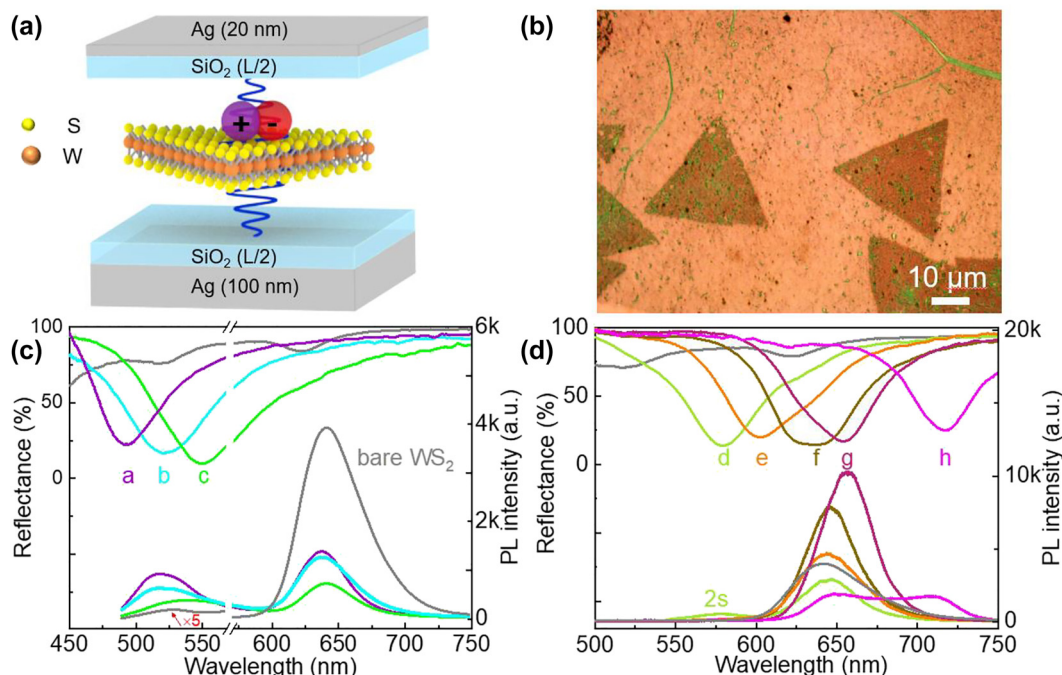 (a)
Ag (20 nm)
SiO₂ (L/2)
+ -
S
W
SiO₂ (L/2)
Ag (100 nm)
(b)
10 µm
(c)
100
50
0
Reflectance (%)
Reflectance (%)
6k
4k
2k
0
PL intensity (a.u.)
a b c
bare WS₂
×5
450 500 550 600 650 700 750
Wavelength (nm)
(d)
100
50
0
Reflectance (%)
Reflectance (%)
20k
10k
0
PL intensity (a.u.)
d e f g h
2s
500 550 600 650 700 750
Wavelength (nm)